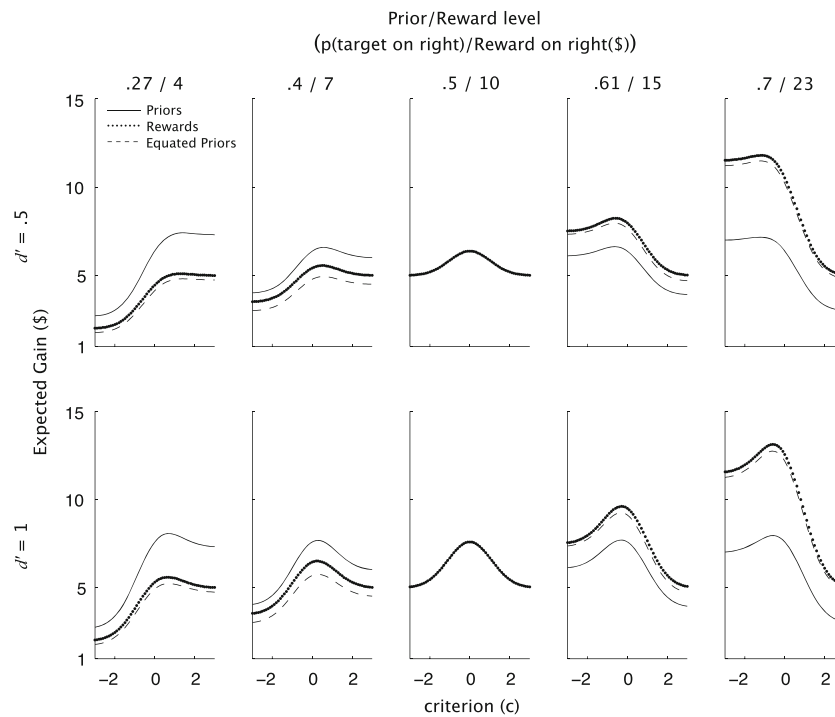 Prior/Reward level
(p(target on right)/Reward on right($))
.27 / 4
.4 / 7
.5 / 10
.61 / 15
.7 / 23
15
Priors
Rewards
Equated Priors
10
d' = .5
5
1
Expected Gain ($)
15
10
d' = 1
5
1
−2 0 2
−2 0 2
−2 0 2
−2 0 2
−2 0 2
criterion (c)